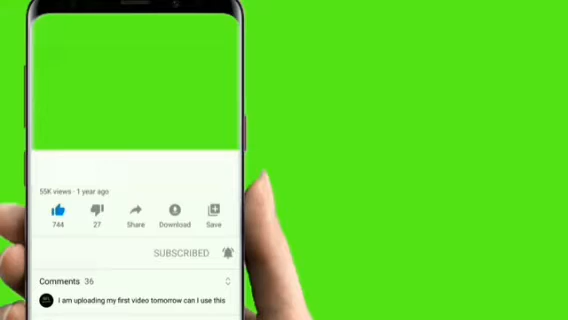 55K views · 1 year ago
744
27
Share
Download
Save
SUBSCRIBED
Comments 36
I am uploading my first video tomorrow can I use this